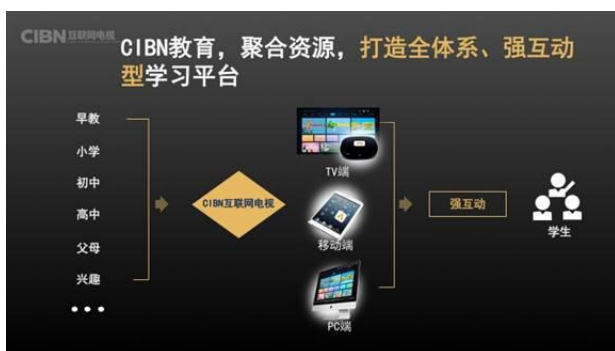 CIBN互联网电视
CIBN教育，聚合资源，打造全体系、强互动
型学习平台
早教
小学
初中
高中
父母
兴趣
•••
CIBN互联网电视
TV端
移动端
PC端
强互动
学生